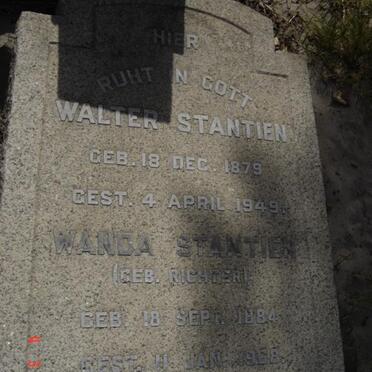 HIER
RUHT IN GOTT
WALTER STANTIEN
GEB. 18 DEC. 1879
GEST. 4 APRIL 1949.
WANDA STANTIEN
(GEB. RICHTER)
GEB. 18 SEPT. 1884
GEST. 11 JAN. 1968